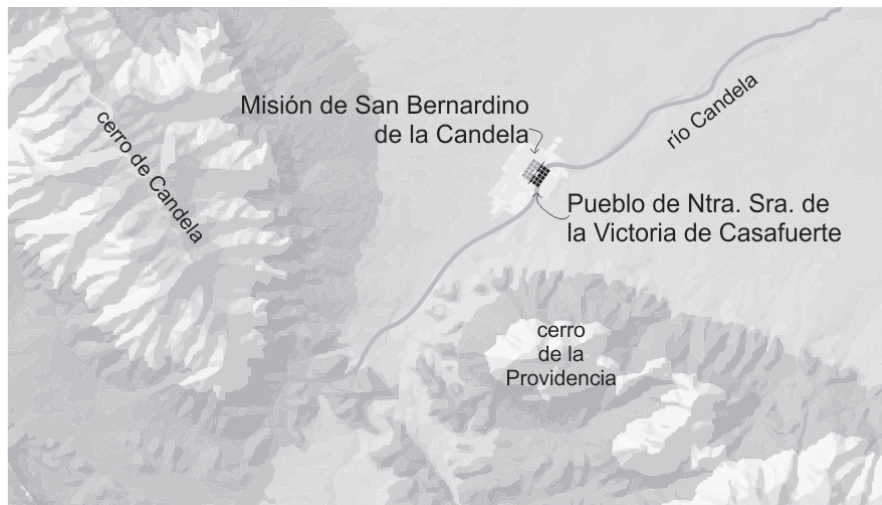 Misión de San Bernardino
de la Candela
río Candela
cerro de Candela
Pueblo de Ntra. Sra. de
la Victoria de Casafuerte
cerro
de la
Providencia